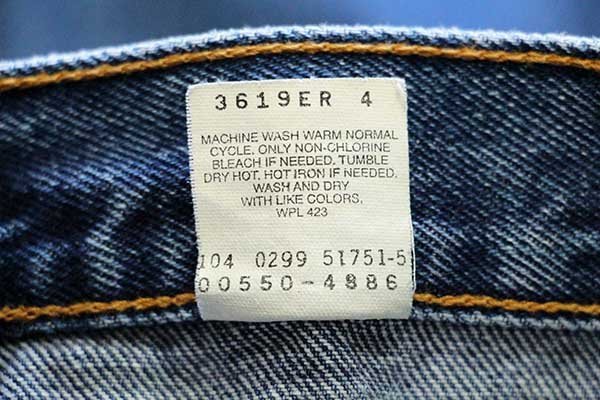 3619ER 4
MACHINE WASH WARM NORMAL
CYCLE. ONLY NON-CHLORINE
BLEACH IF NEEDED. TUMBLE
DRY HOT. HOT IRON IF NEEDED.
WASH AND DRY
WITH LIKE COLORS.
WPL 423
104 0299 51751-5
00550-4886